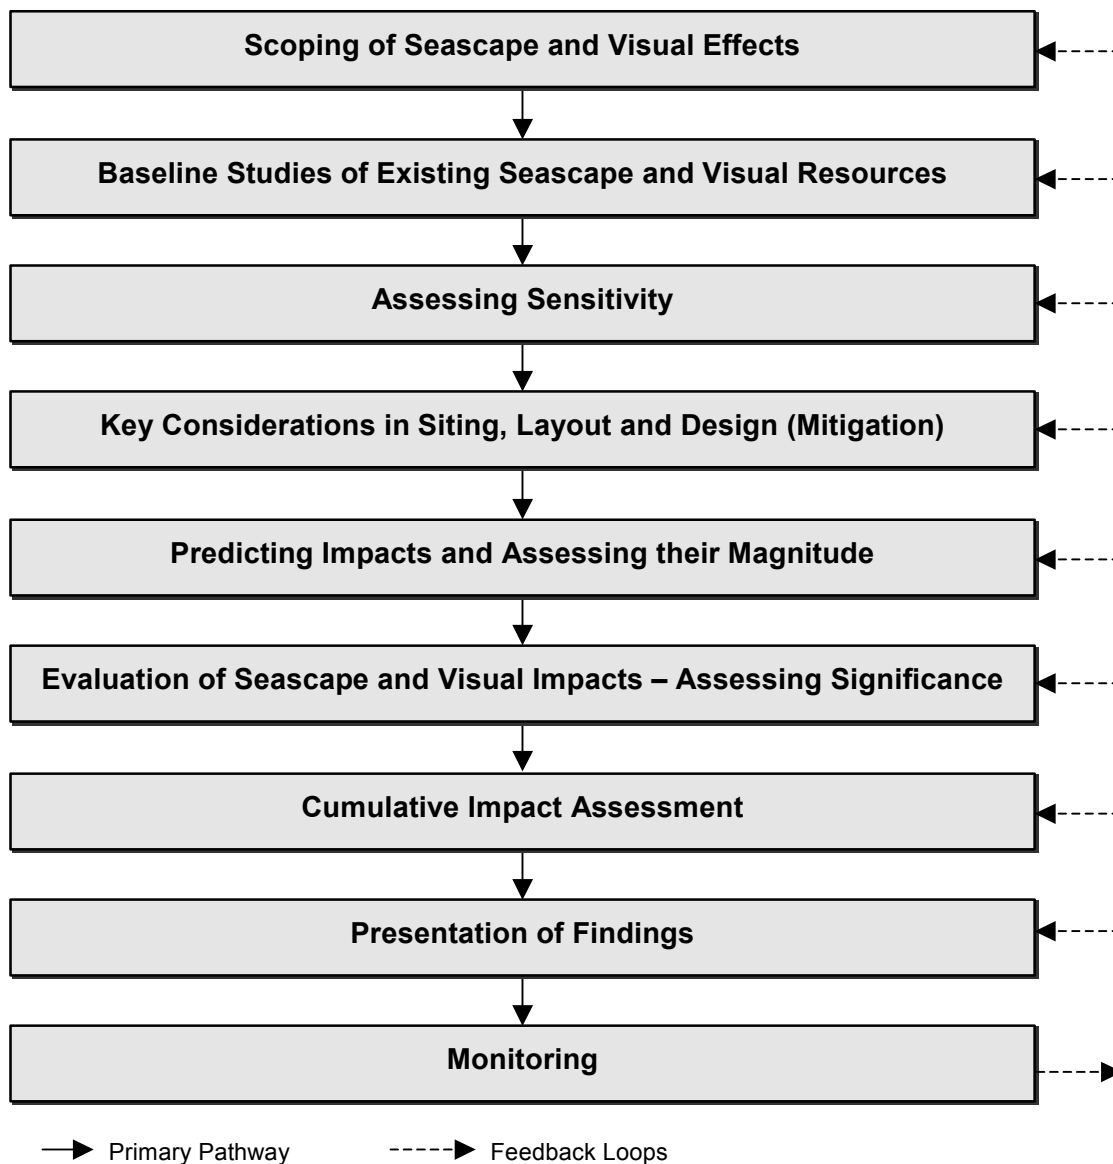 Scoping of Seascape and Visual Effects
Baseline Studies of Existing Seascape and Visual Resources
Assessing Sensitivity
Key Considerations in Siting, Layout and Design (Mitigation)
Predicting Impacts and Assessing their Magnitude
Evaluation of Seascape and Visual Impacts – Assessing Significance
Cumulative Impact Assessment
Presentation of Findings
Monitoring
Primary Pathway
Feedback Loops